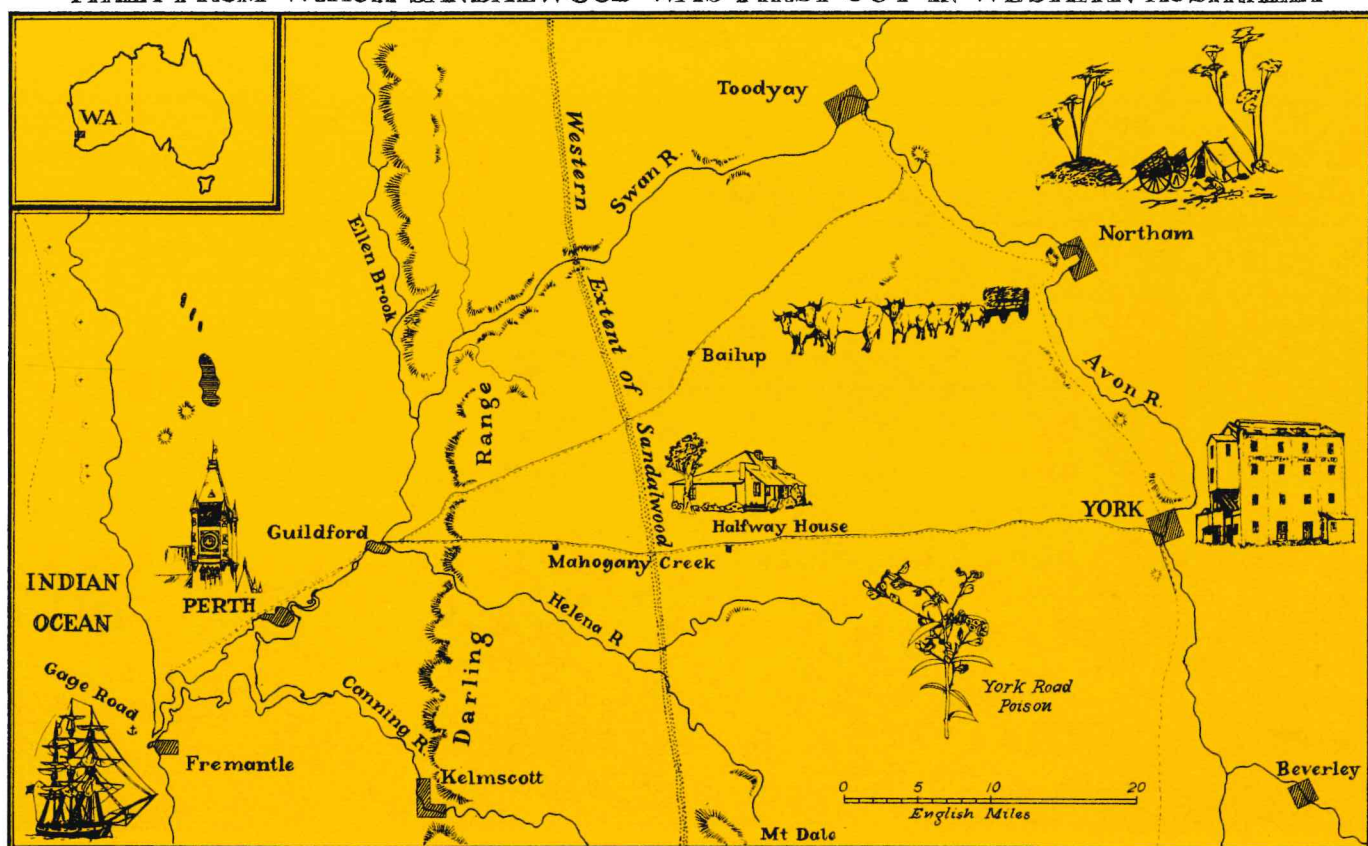 WA
Toodyay
Western Extent of Sandalwood
Swan R.
Ellen Brook
Northam
Bailup
Avon R.
Range
Darling
Halfway House
YORK
Guildford
Mahogany Creek
INDIAN
OCEAN
PERTH
Helena R.
Gage Road
Canning R.
York Road
Poison
Fremantle
Kelmscott
0 5 10 20
English Miles
Beverley
Mt Dale